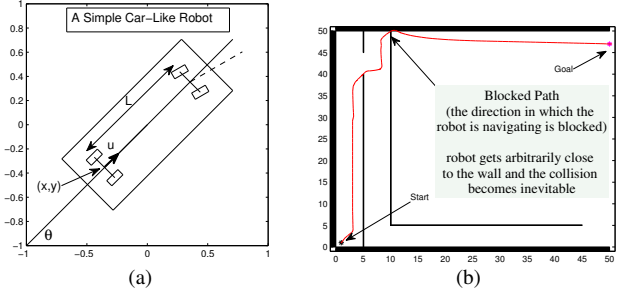 A Simple Car-Like Robot
1
0.8
0.6
0.4
0.2
0
−0.2
−0.4
−0.6
−0.8
−1
−1
−0.5
0
0.5
1
L
u
(x,y)
θ
(a)
50
45
40
35
30
25
20
15
10
5
0
0
5
10
15
20
25
30
35
40
45
50
Goal
Blocked Path
(the direction in which the
robot is navigating is blocked)
robot gets arbitrarily close
to the wall and the collision
becomes inevitable
Start
(b)